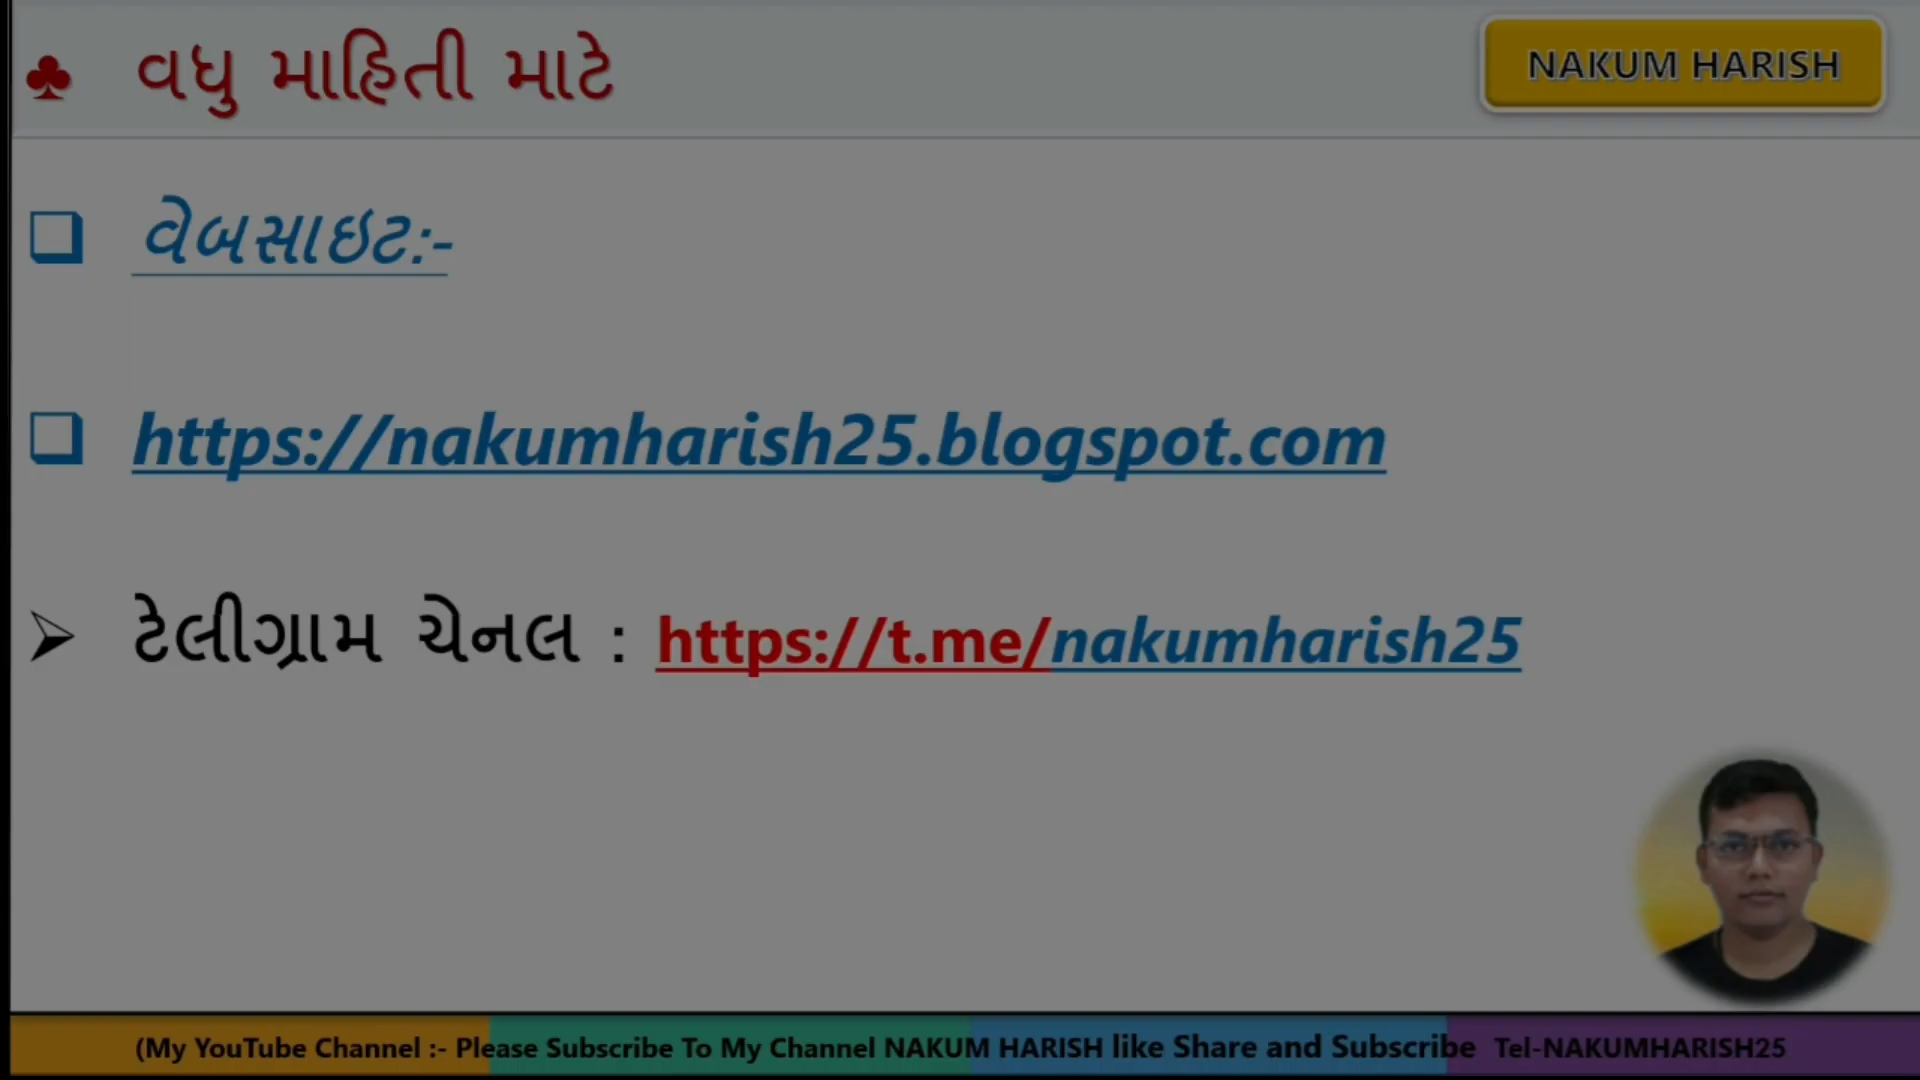 ♣ વધુ માહિતી માટે
NAKUM HARISH
❑ વેબસાઇટ:-
❑ https://nakumharish25.blogspot.com
➢ ટેલીગ્રામ ચેનલ : https://t.me/nakumharish25
(My YouTube Channel :- Please Subscribe To My Channel NAKUM HARISH like Share and Subscribe Tel-NAKUMHARISH25